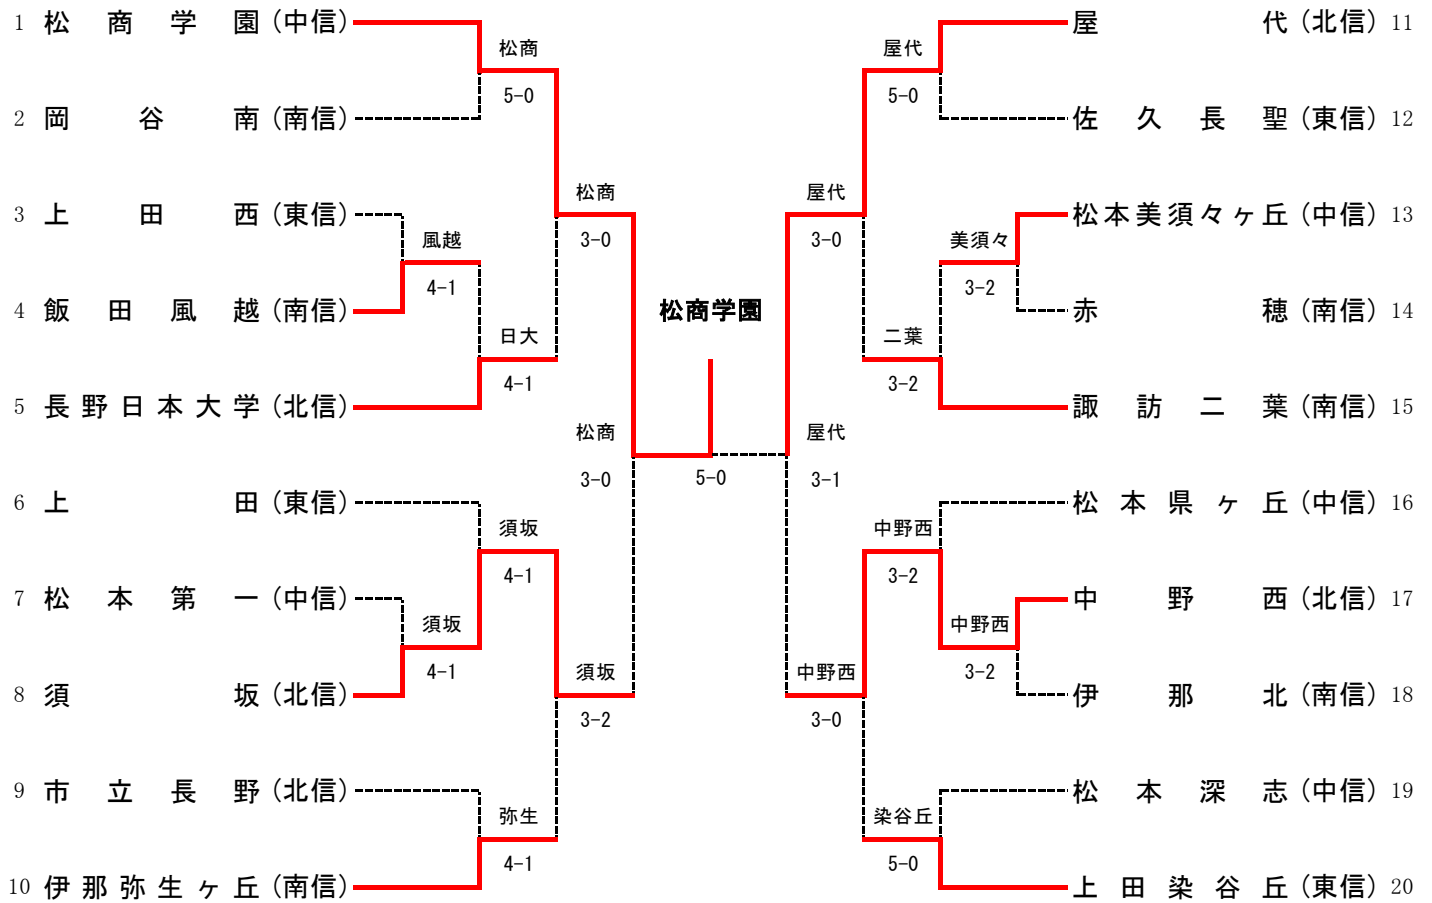 1 松商学園 (中信)
2 岡谷南 (南信)
3 上田西 (東信)
4 飯田風越 (南信)
5 長野日本大学 (北信)
6 上田 (東信)
7 松本第一 (中信)
8 須坂 (北信)
9 市立長野 (北信)
10 伊那弥生ヶ丘 (南信)
松商
5-0
風越
4-1
日大
4-1
松商
3-0
須坂
4-1
須坂
4-1
弥生
4-1
須坂
3-2
松商
3-0
松商学園
5-0
屋代
3-1
屋代
3-0
中野西
3-0
屋代
5-0
美須々
3-2
二葉
3-2
中野西
3-2
中野西
3-2
染谷丘
5-0
屋代 (北信) 11
佐久長聖 (東信) 12
松本美須々ヶ丘 (中信) 13
赤穂 (南信) 14
諏訪二葉 (南信) 15
松本県ヶ丘 (中信) 16
中野西 (北信) 17
伊那北 (南信) 18
松本深志 (中信) 19
上田染谷丘 (東信) 20